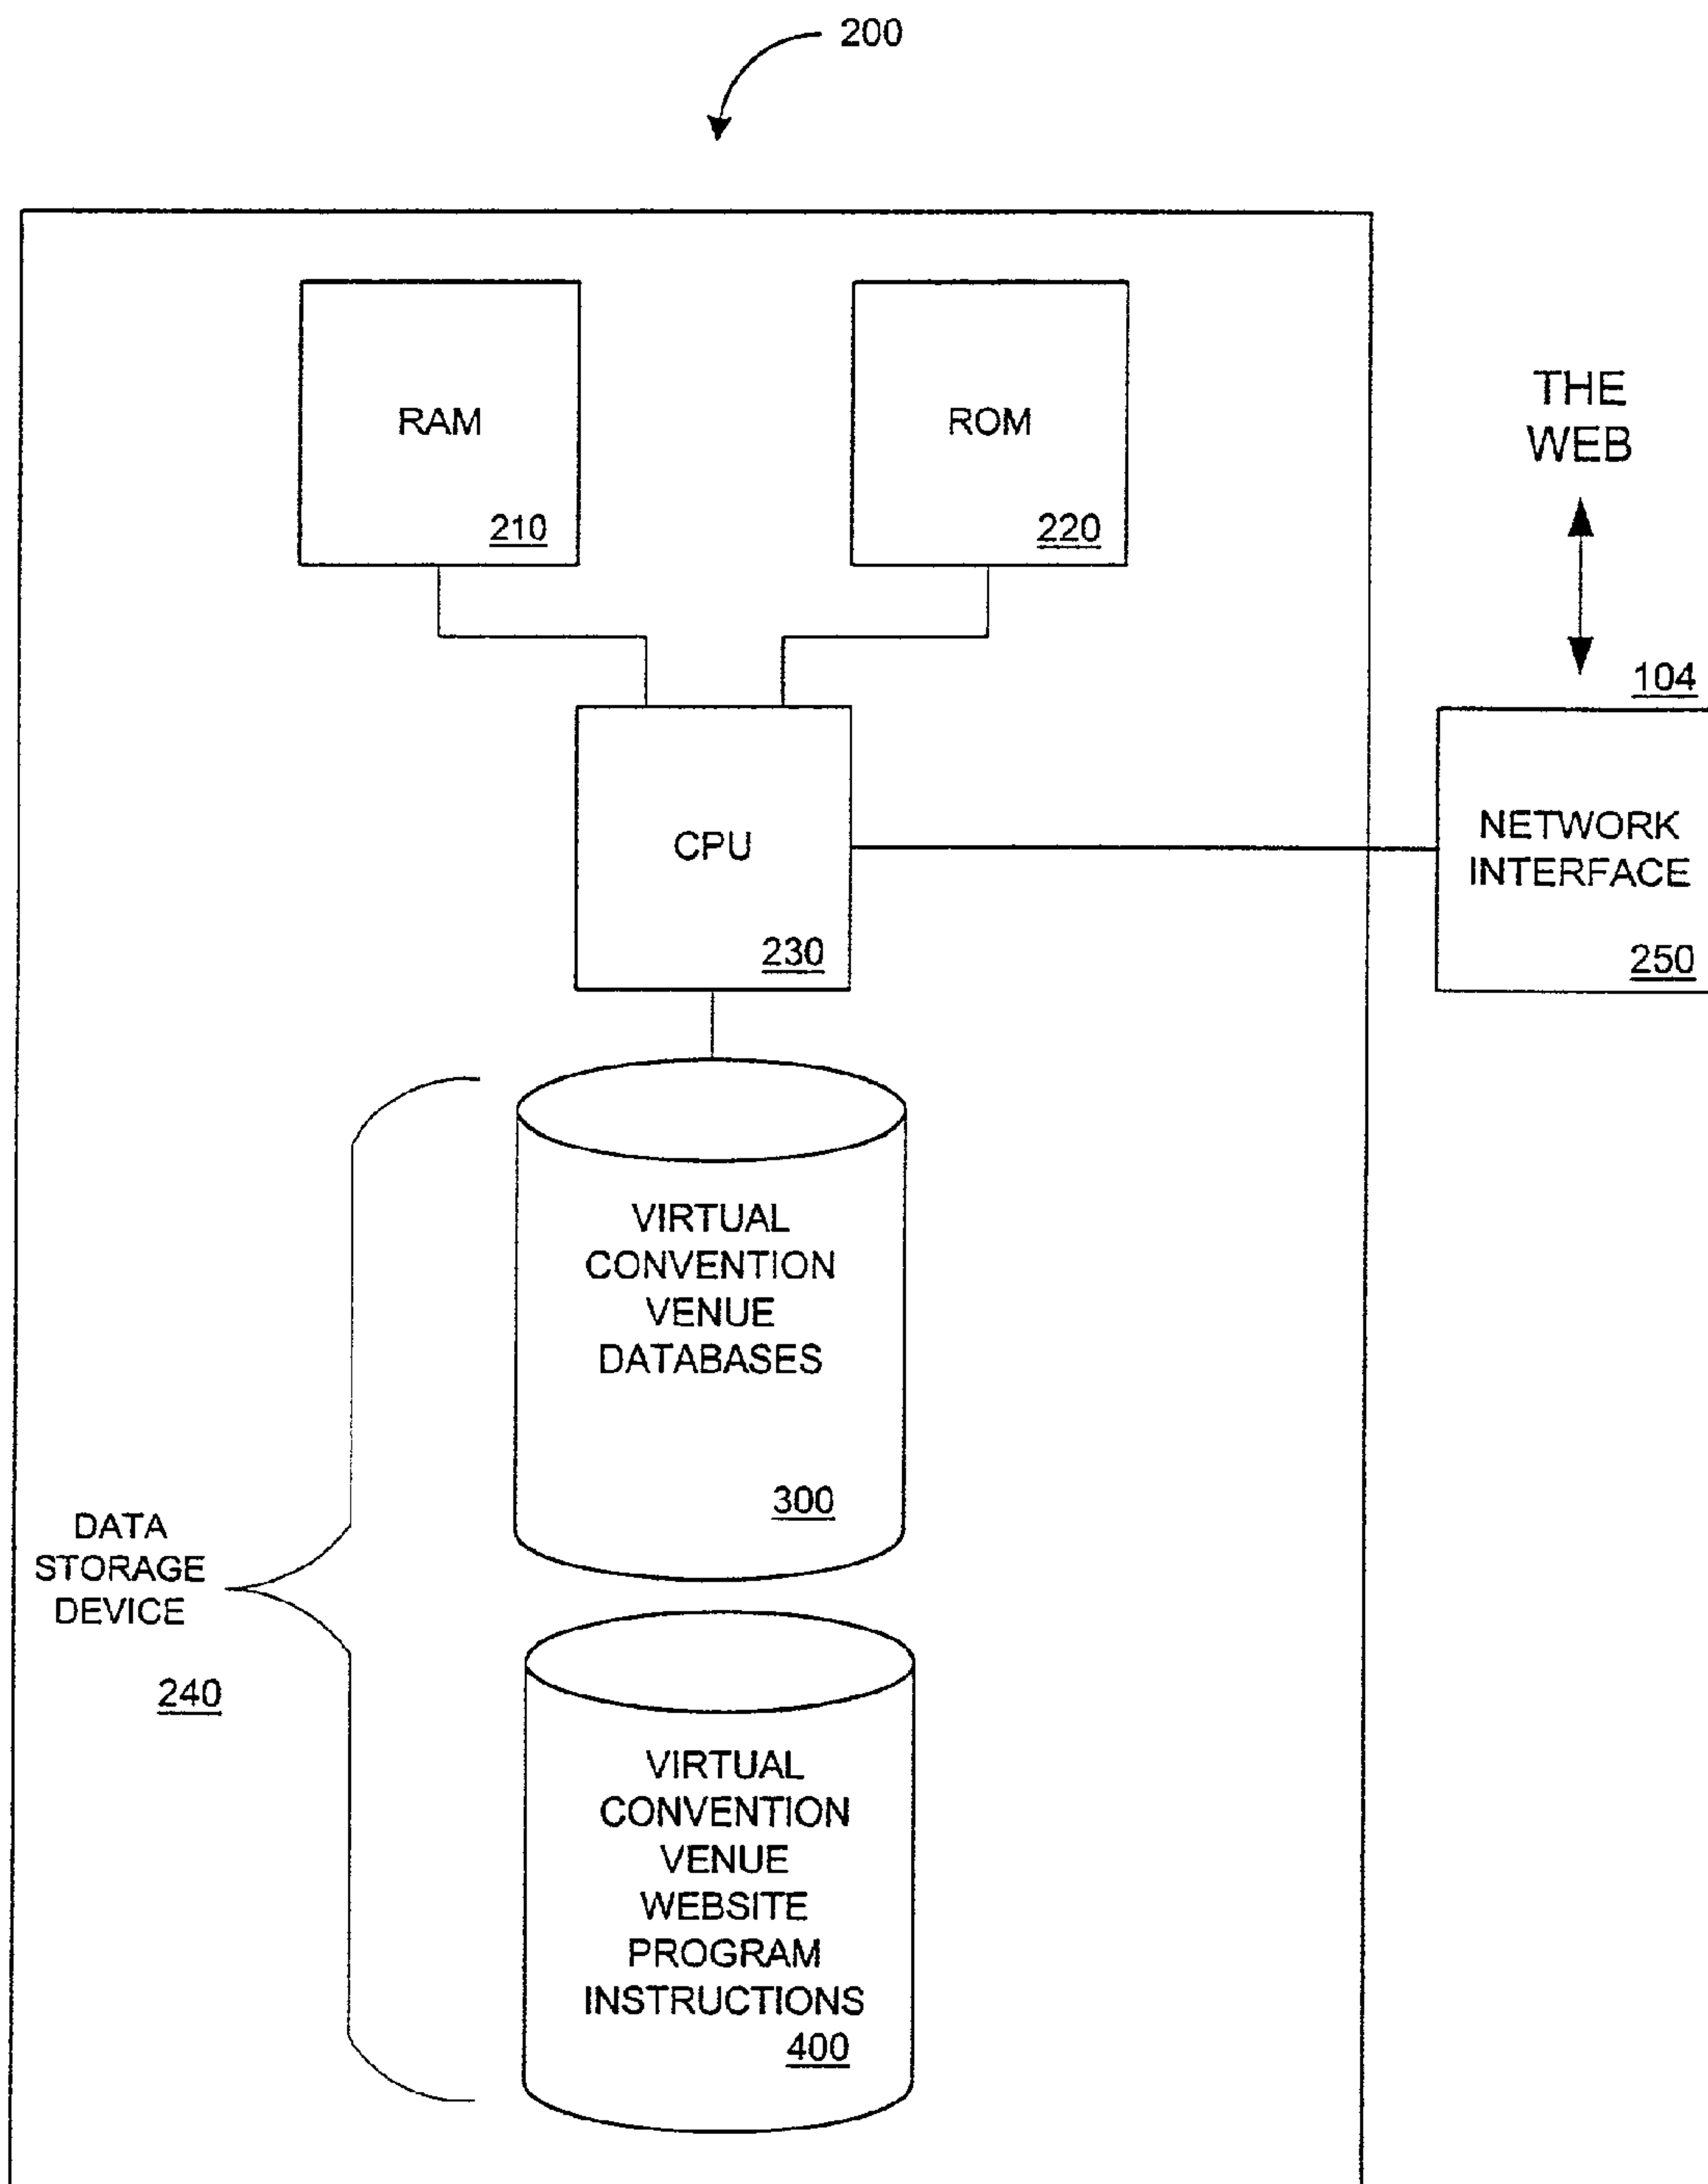 200
RAM
210
ROM
220
THE
WEB
104
CPU
230
NETWORK
INTERFACE
250
VIRTUAL
CONVENTION
VENUE
DATABASES
300
DATA
STORAGE
DEVICE
240
VIRTUAL
CONVENTION
VENUE
WEBSITE
PROGRAM
INSTRUCTIONS
400